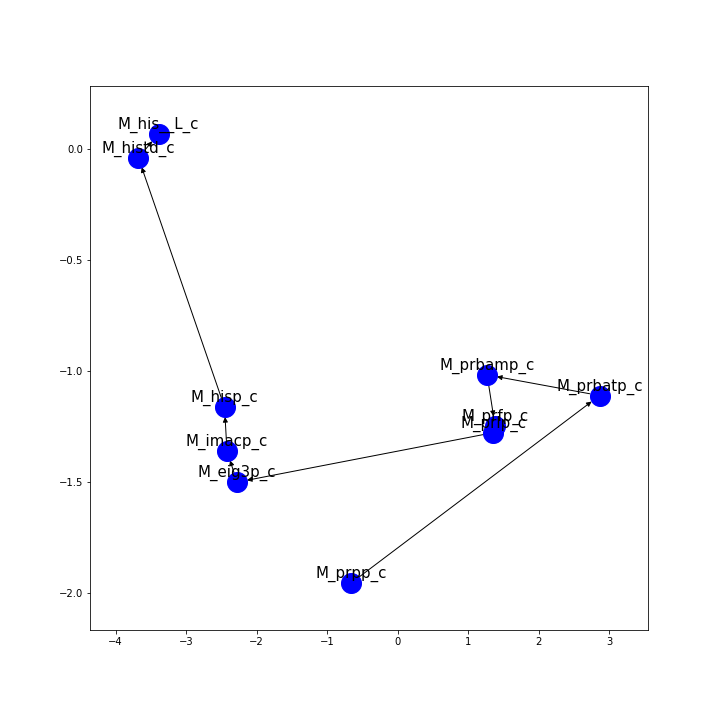 M_his__L_c
M_histd_c
M_prbamp_c
M_prbatp_c
M_hisp_c
M_prfp_c
M_imacp_c
M_eig3p_c
M_prpp_c
0.0
−0.5
−1.0
−1.5
−2.0
−4
−3
−2
−1
0
1
2
3